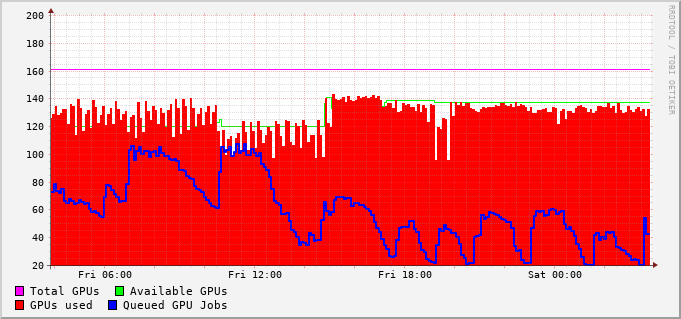 200
180
160
140
120
100
80
60
40
20
Fri 06:00 Fri 12:00 Fri 18:00 Sat 00:00
Total GPUs Available GPUs
GPUs used Queued GPU Jobs
RRDTOOL / TOBI OETIKER